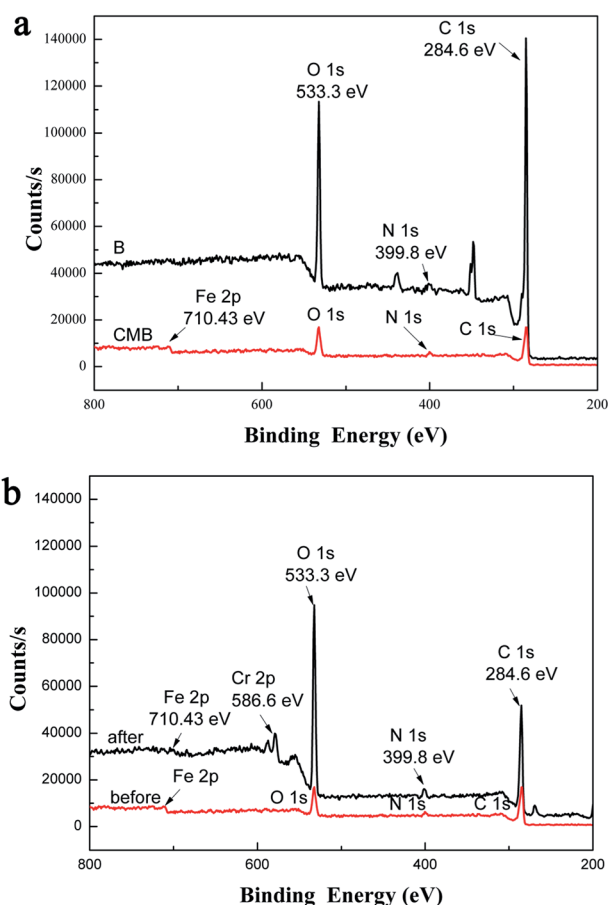 a
140000
120000
100000
80000
60000
40000
20000
0
Counts/s
O 1s
533.3 eV
C 1s
284.6 eV
N 1s
399.8 eV
B
Fe 2p
710.43 eV
CMB
O 1s
N 1s
C 1s
800 600 400 200
Binding Energy (eV)
b
140000
120000
100000
80000
60000
40000
20000
0
Counts/s
O 1s
533.3 eV
C 1s
284.6 eV
Cr 2p
586.6 eV
Fe 2p
710.43 eV
N 1s
399.8 eV
after
Fe 2p
before
O 1s
N 1s
C 1s
800 600 400 200
Binding Energy (eV)